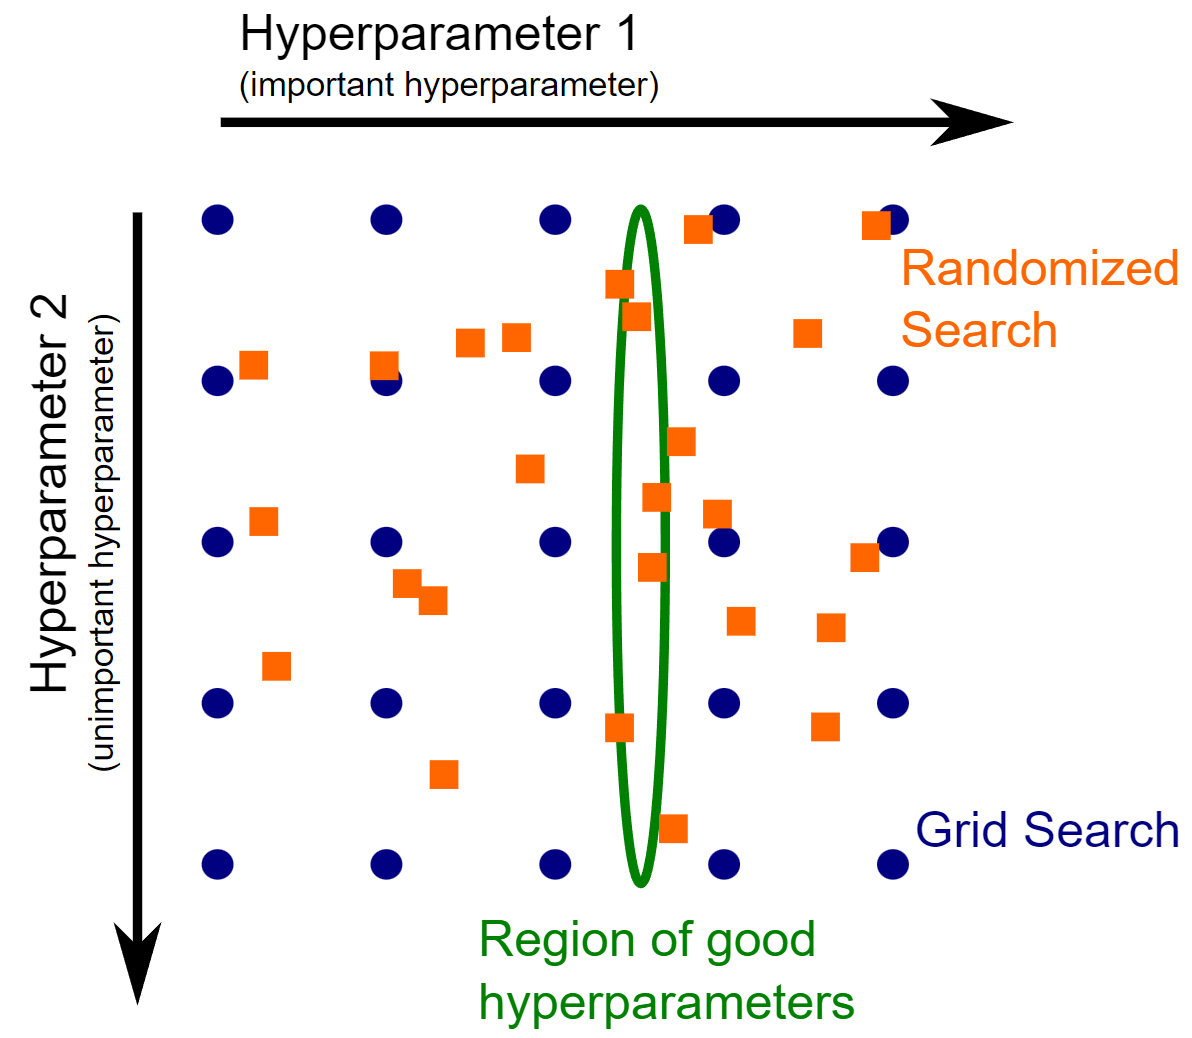 Hyperparameter 1
(important hyperparameter)
Hyperparameter 2
(unimportant hyperparameter)
Randomized
Search
Grid Search
Region of good
hyperparameters